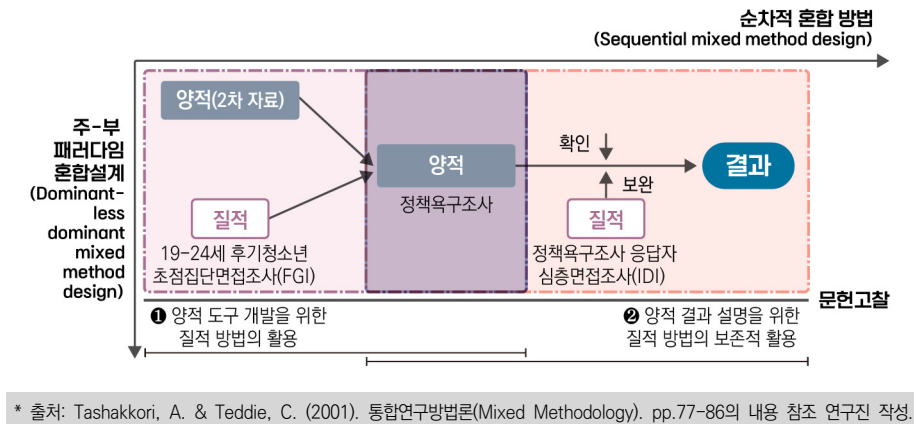 순차적 혼합 방법
(Sequential mixed method design)
주-부
패러다임
혼합설계
(Dominant-
less
dominant
mixed
method
design)
양적(2차 자료)
질적
19-24세 후기청소년
초점집단면접조사(FGI)
양적
정책욕구조사
확인
보완
결과
질적
정책욕구조사 응답자
심층면접조사(IDI)
문헌고찰
❶ 양적 도구 개발을 위한
질적 방법의 활용
❷ 양적 결과 설명을 위한
질적 방법의 보존적 활용
* 출처: Tashakkori, A. & Teddie, C. (2001). 통합연구방법론(Mixed Methodology). pp.77-86의 내용 참조 연구진 작성.